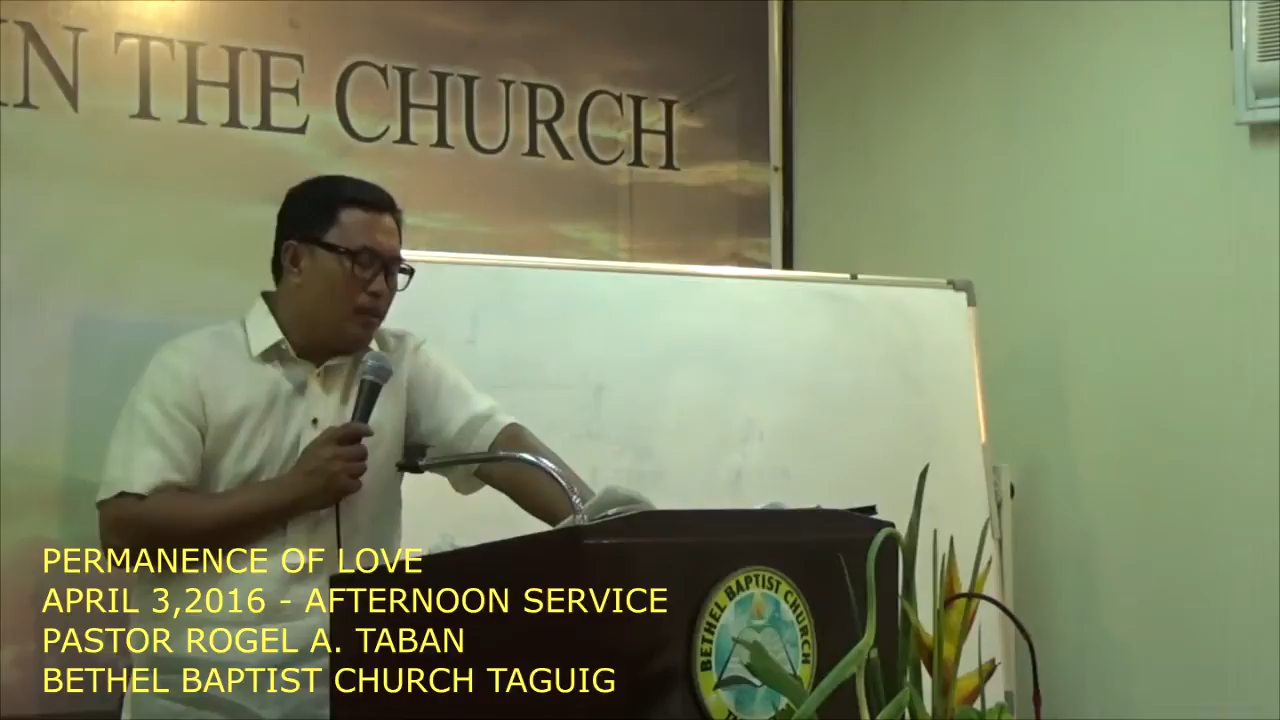 IN THE CHURCH
PERMANENCE OF LOVE
APRIL 3,2016 - AFTERNOON SERVICE
PASTOR ROGEL A. TABAN
BETHEL BAPTIST CHURCH TAGUIG
BETHEL BAPTIST CHURCH